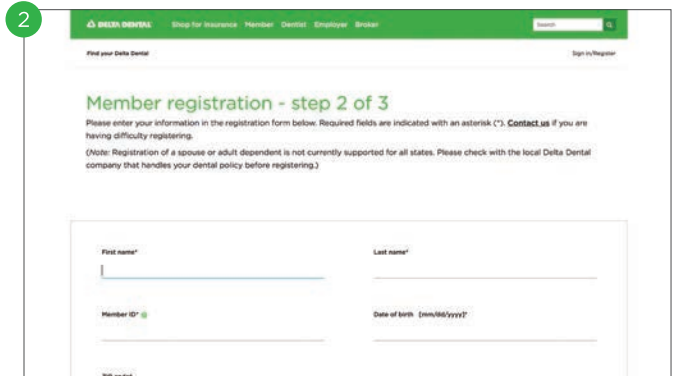 2
DELTA DENTAL Shop for Insurance Member Dentist Employer Broker Search
Find your Delta Dental Sign in/Register
Member registration - step 2 of 3
Please enter your information in the registration form below. Required fields are indicated with an asterisk (*). Contact us if you are
having difficulty registering.
(Note: Registration of a spouse or adult dependent is not currently supported for all states. Please check with the local Delta Dental
company that handles your dental policy before registering.)
First name* Last name*
Member ID* Date of birth [mm/dd/yyyy]*